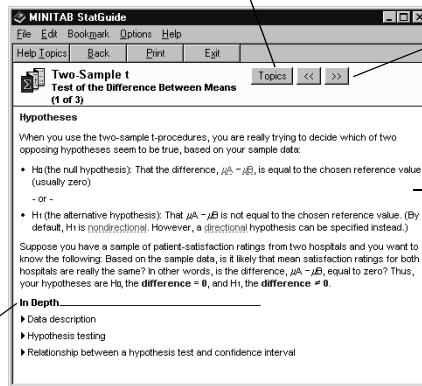 MINITAB StatGuide
File Edit Bookmark Options Help
Help Topics Back Print Exit
Two-Sample t Topics << >>
Test of the Difference Between Means
(1 of 3)
Hypotheses
When you use the two-sample t-procedures, you are really trying to decide which of two
opposing hypotheses seem to be true, based on your sample data:
• H0 (the null hypothesis): That the difference, μA – μB, is equal to the chosen reference value
(usually zero)
- or -
• H1 (the alternative hypothesis): That μA – μB is not equal to the chosen reference value. (By
default, H1 is nondirectional. However, a directional hypothesis can be specified instead.)
Suppose you have a sample of patient-satisfaction ratings from two hospitals and you want to
know the following: Based on the sample data, is it likely that mean satisfaction ratings for both
hospitals are really the same? In other words, is the difference, μA – μB, equal to zero? Thus,
your hypotheses are H0, the difference = 0, and H1, the difference ≠ 0.
In Depth
Data description
Hypothesis testing
Relationship between a hypothesis test and confidence interval